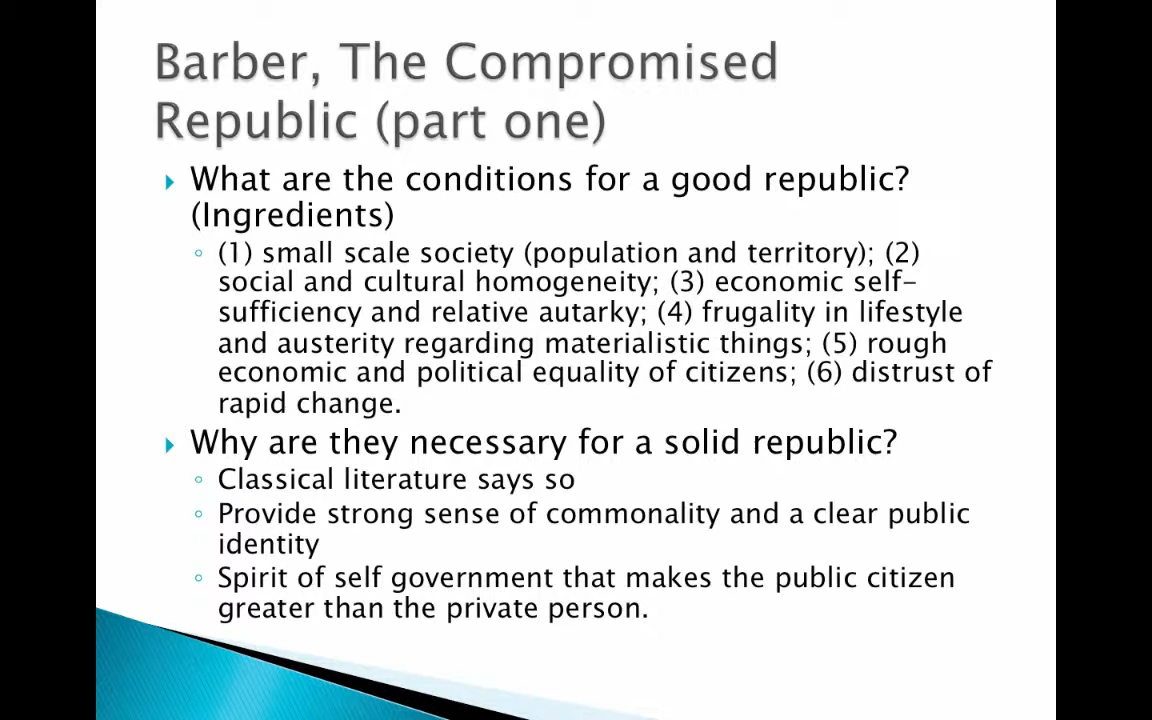 Barber, The Compromised
Republic (part one)
What are the conditions for a good republic?
(Ingredients)
(1) small scale society (population and territory); (2)
social and cultural homogeneity; (3) economic self-
sufficiency and relative autarky; (4) frugality in lifestyle
and austerity regarding materialistic things; (5) rough
economic and political equality of citizens; (6) distrust of
rapid change.
Why are they necessary for a solid republic?
Classical literature says so
Provide strong sense of commonality and a clear public
identity
Spirit of self government that makes the public citizen
greater than the private person.